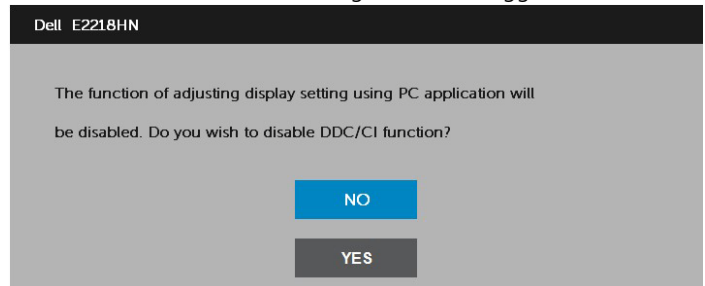 Dell E2218HN
The function of adjusting display setting using PC application will
be disabled. Do you wish to disable DDC/CI function?
NO
YES